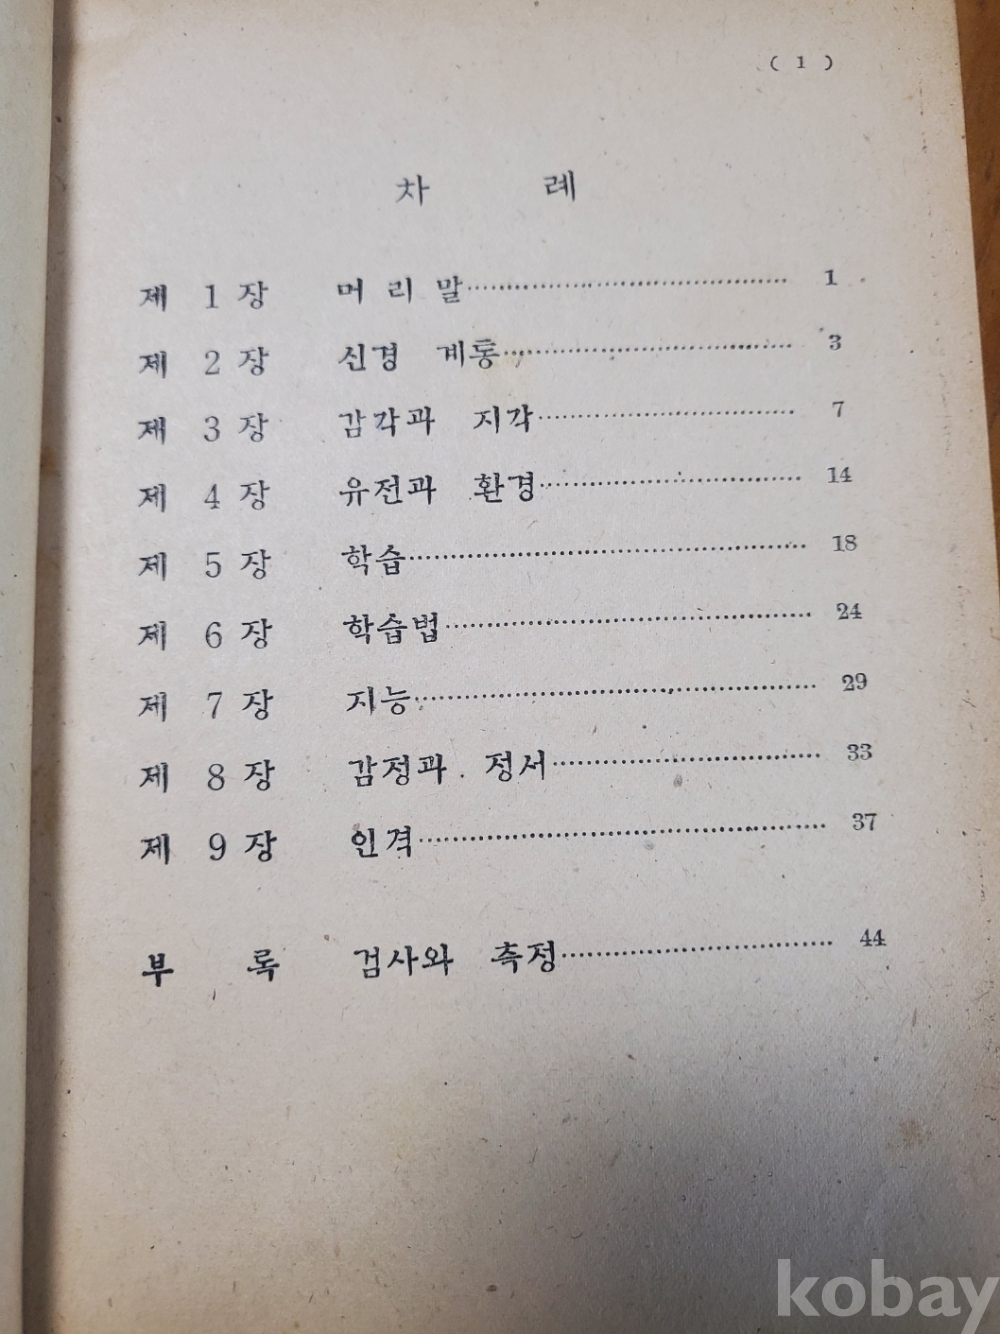 ( 1 )
차 례
제 1 장 머 리 말 1
제 2 장 신경 계통 3
제 3 장 감각과 지각 7
제 4 장 유전과 환경 14
제 5 장 학습 18
제 6 장 학습법 24
제 7 장 지능 29
제 8 장 감정과 정서 33
제 9 장 인격 37
부 록 검사와 측정 44
kobay